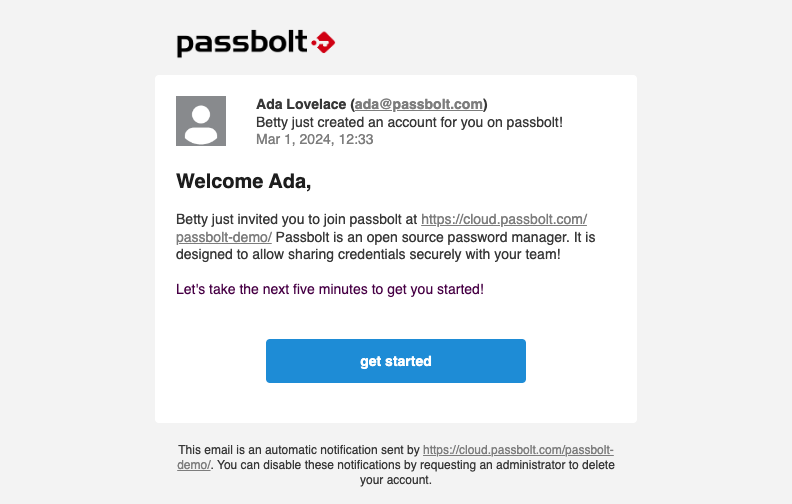 passbolt
Ada Lovelace (ada@passbolt.com)
Betty just created an account for you on passbolt!
Mar 1, 2024, 12:33
Welcome Ada,
Betty just invited you to join passbolt at https://cloud.passbolt.com/
passbolt-demo/ Passbolt is an open source password manager. It is
designed to allow sharing credentials securely with your team!
Let's take the next five minutes to get you started!
get started
This email is an automatic notification sent by https://cloud.passbolt.com/passbolt-
demo/. You can disable these notifications by requesting an administrator to delete
your account.